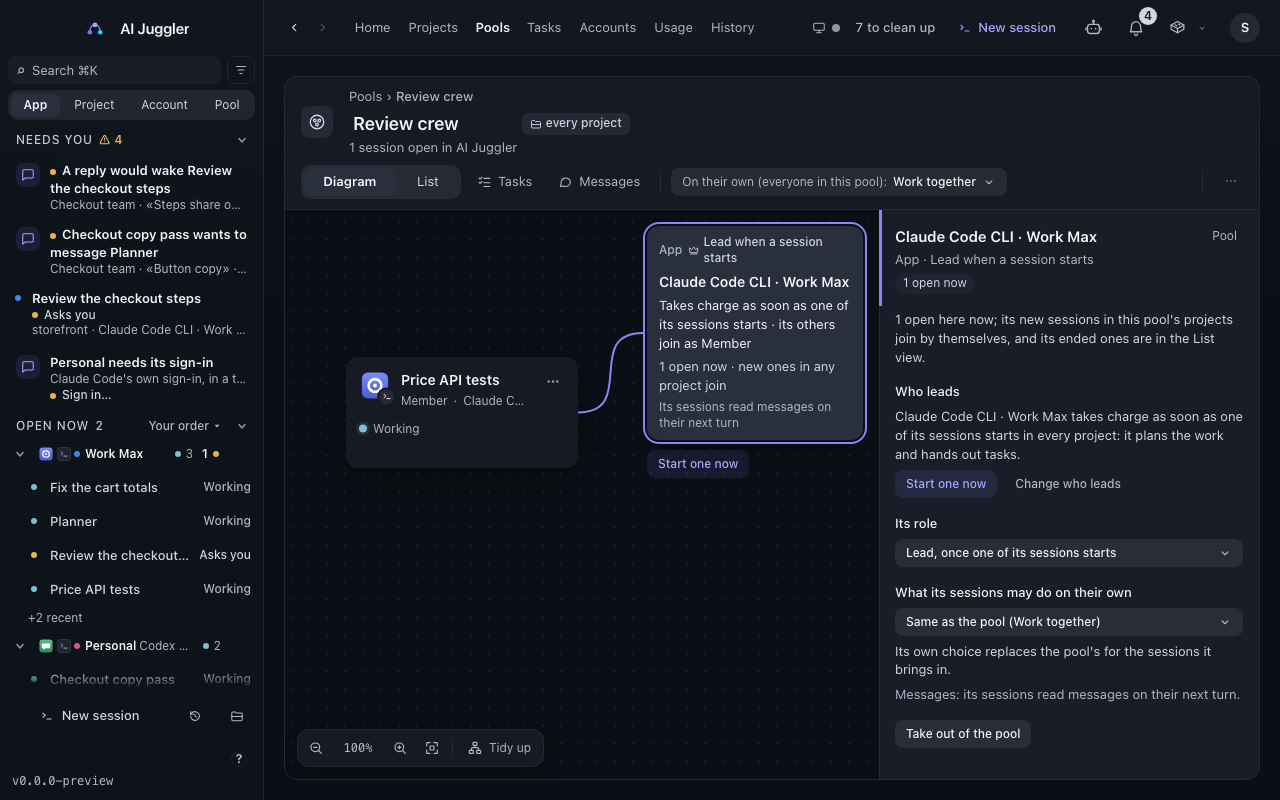 AI Juggler
Search ⌘K
App
Project
Account
Pool
NEEDS YOU
4
A reply would wake Review
the checkout steps
Checkout team · «Steps share o...
Checkout copy pass wants to
message Planner
Checkout team · «Button copy» ·...
Review the checkout steps
Asks you
storefront · Claude Code CLI · Work ...
Personal needs its sign-in
Claude Code's own sign-in, in a t...
Sign in...
OPEN NOW 2
Your order
Work Max
3
1
Fix the cart totals
Working
Planner
Working
Review the checkout...
Asks you
Price API tests
Working
+2 recent
Personal Codex ...
2
Checkout copy pass
Working
New session
?
v0.0.0-preview
Home
Projects
Pools
Tasks
Accounts
Usage
History
7 to clean up
New session
4
S
Pools › Review crew
Review crew
every project
1 session open in AI Juggler
Diagram
List
Tasks
Messages
On their own (everyone in this pool): Work together
Price API tests
Member · Claude C...
Working
App
Lead when a session
starts
Claude Code CLI · Work Max
Takes charge as soon as one of
its sessions starts · its others
join as Member
1 open now · new ones in any
project join
Its sessions read messages on
their next turn
Start one now
100%
Tidy up
Claude Code CLI · Work Max
Pool
App · Lead when a session starts
1 open now
1 open here now; its new sessions in this pool's projects
join by themselves, and its ended ones are in the List
view.
Who leads
Claude Code CLI · Work Max takes charge as soon as one
of its sessions starts in every project: it plans the work
and hands out tasks.
Start one now
Change who leads
Its role
Lead, once one of its sessions starts
What its sessions may do on their own
Same as the pool (Work together)
Its own choice replaces the pool's for the sessions it
brings in.
Messages: its sessions read messages on their next turn.
Take out of the pool